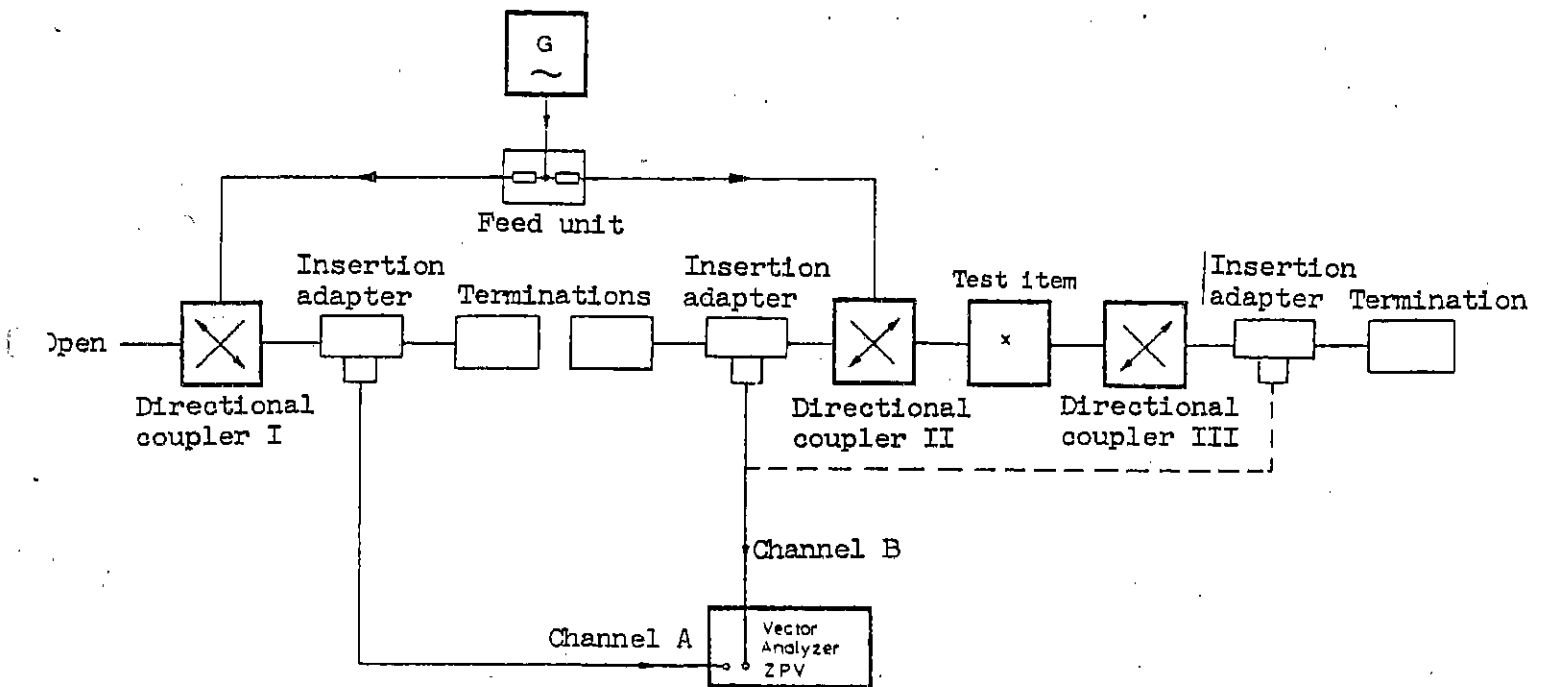 G
~
Feed unit
Insertion
adapter
Terminations
Insertion
adapter
Test item
Insertion
adapter
Termination
Open
x
Directional
coupler I
Directional
coupler II
Directional
coupler III
Channel B
Channel A
Vector
Analyzer
ZPV